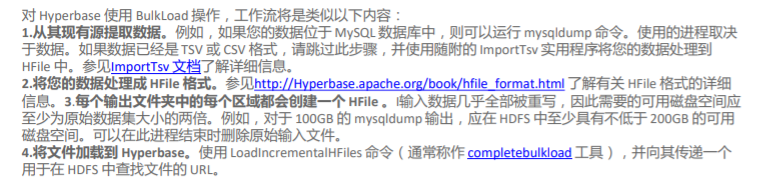 对 Hyperbase 使用 BulkLoad 操作，工作流将是类似以下内容：
1.从其现有源提取数据。例如，如果您的数据位于 MySQL 数据库中，则可以运行 mysqldump 命令。使用的进程取决
于数据。如果数据已经是 TSV 或 CSV 格式，请跳过此步骤，并使用随附的 ImportTsv 实用程序将您的数据处理到
HFile 中。参见ImportTsv 文档了解详细信息。
2.将您的数据处理成 HFile 格式。参见http://Hyperbase.apache.org/book/hfile_format.html 了解有关 HFile 格式的详细
信息。3.每个输出文件夹中的每个区域都会创建一个 HFile 。I输入数据几乎全部被重写，因此需要的可用磁盘空间应
至少为原始数据集大小的两倍。例如，对于 100GB 的 mysqldump 输出，应在 HDFS 中至少具有不低于 200GB 的可用
磁盘空间。可以在此进程结束时删除原始输入文件。
4.将文件加载到 Hyperbase。使用 LoadIncrementalHFiles 命令（通常称作 completebulkload 工具），并向其传递一个
用于在 HDFS 中查找文件的 URL。